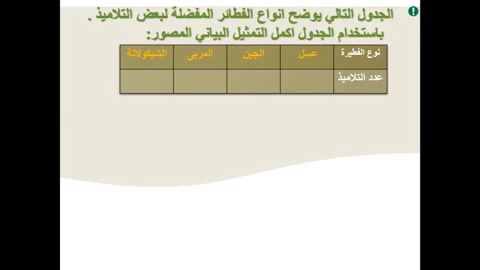 الجدول التالي يوضح انواع الفطائر المفضلة لبعض التلاميذ .
باستخدام الجدول اكمل التمثيل البياني المصور:
نوع الفطيرة عسل الجبن المربى الشيكولاتة
عدد التلاميذ